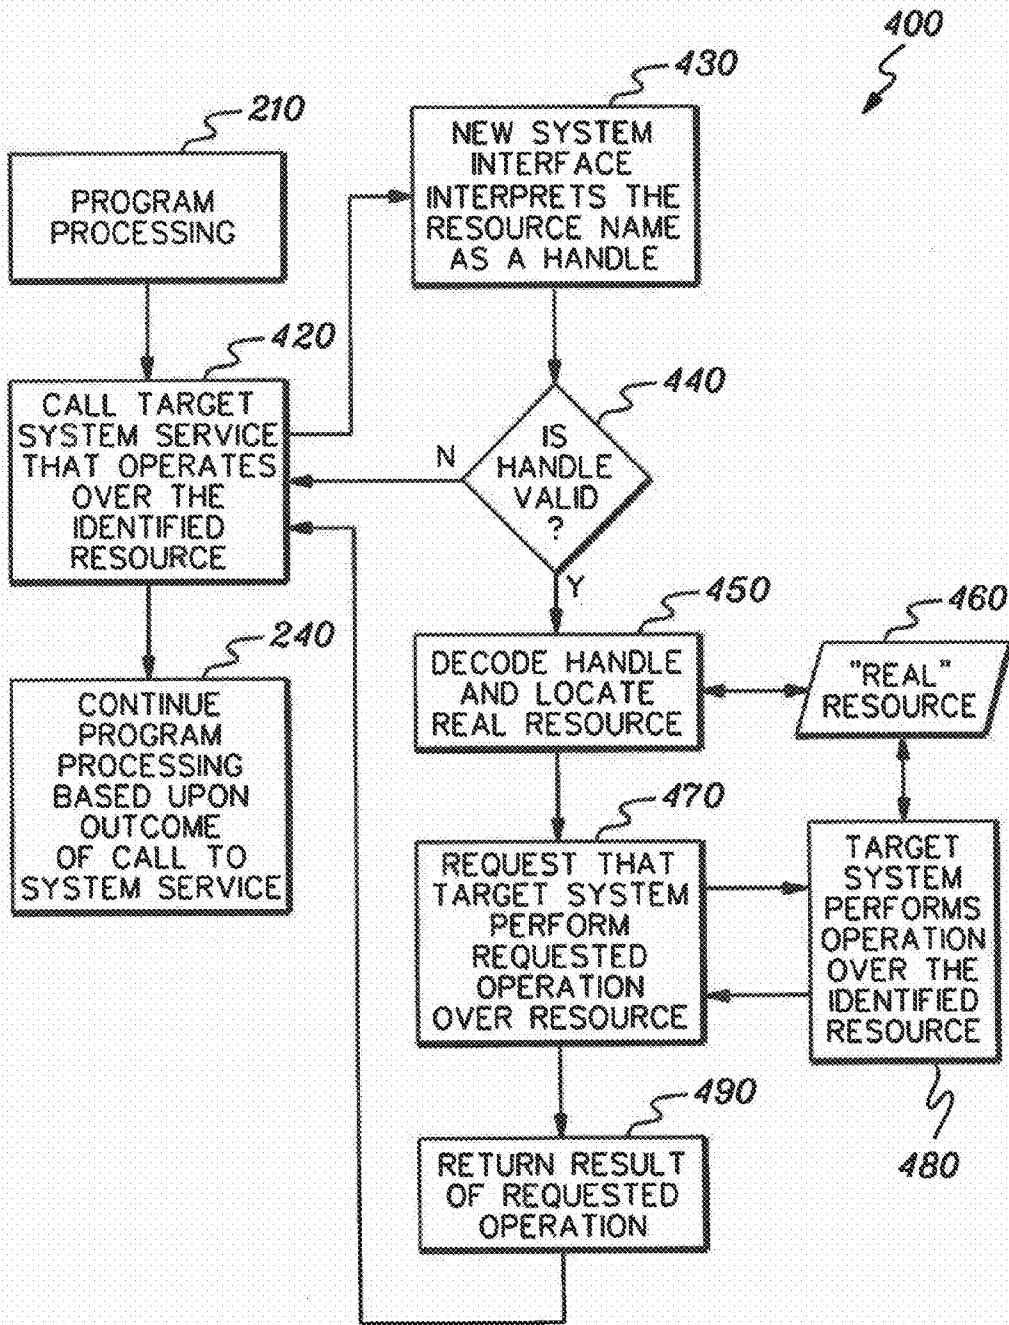 400
430
NEW SYSTEM
INTERFACE
INTERPRETS THE
RESOURCE NAME
AS A HANDLE
210
PROGRAM
PROCESSING
420
CALL TARGET
SYSTEM SERVICE
THAT OPERATES
OVER THE
IDENTIFIED
RESOURCE
440
IS
HANDLE
VALID
?
N
Y
240
CONTINUE
PROGRAM
PROCESSING
BASED UPON
OUTCOME
OF CALL TO
SYSTEM SERVICE
450
DECODE HANDLE
AND LOCATE
REAL RESOURCE
460
"REAL"
RESOURCE
470
REQUEST THAT
TARGET SYSTEM
PERFORM
REQUESTED
OPERATION
OVER RESOURCE
TARGET
SYSTEM
PERFORMS
OPERATION
OVER THE
IDENTIFIED
RESOURCE
480
490
RETURN RESULT
OF REQUESTED
OPERATION